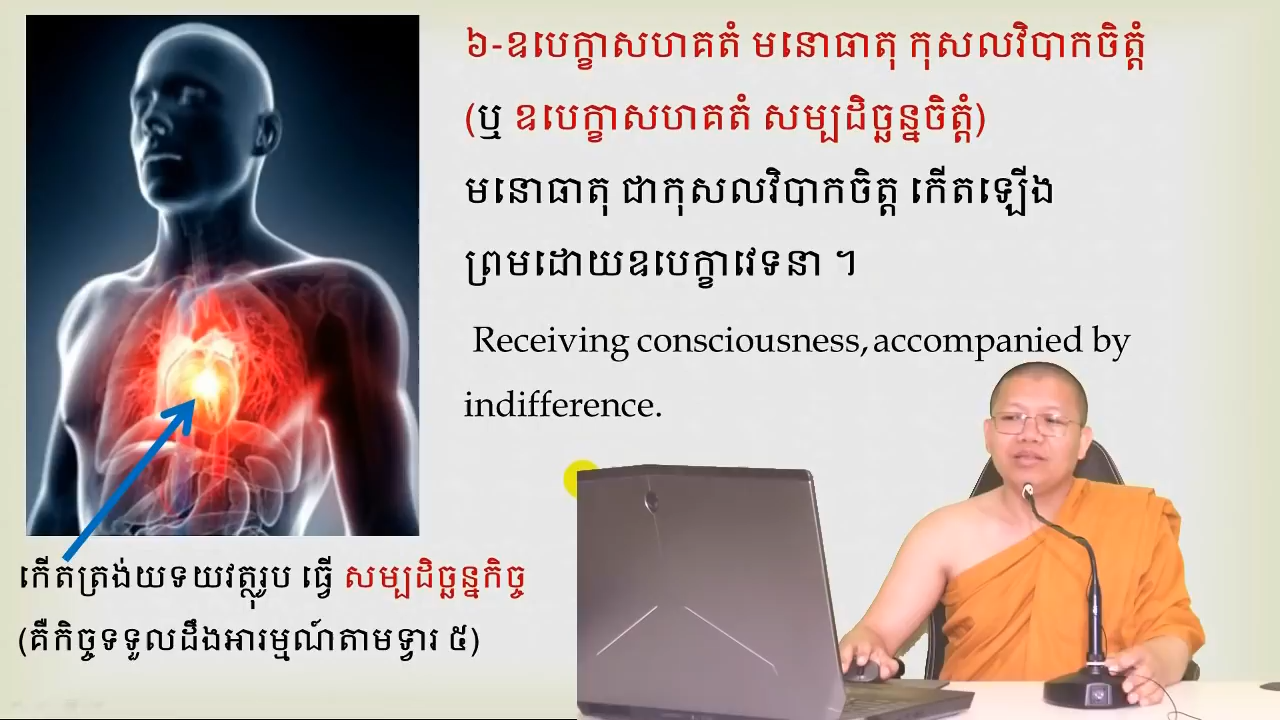 ៦-ឧបេក្ខាសហគតំ មនោធាតុ កុសលវិបាកចិត្តំ
(ឬ ឧបេក្ខាសហគតំ សម្បដិច្ឆន្នចិត្តំ)
មនោធាតុ ជាកុសលវិបាកចិត្ត កើតឡើង
ព្រមដោយឧបេក្ខាវេទនា ។
Receiving consciousness, accompanied by
indifference.
កើតត្រង់ឃទយវត្ថុរូប ធ្វើ សម្បដិច្ឆន្នកិច្ច
(គឺកិច្ចទទួលដឹងអារម្មណ៍តាមទ្វារ ៥)